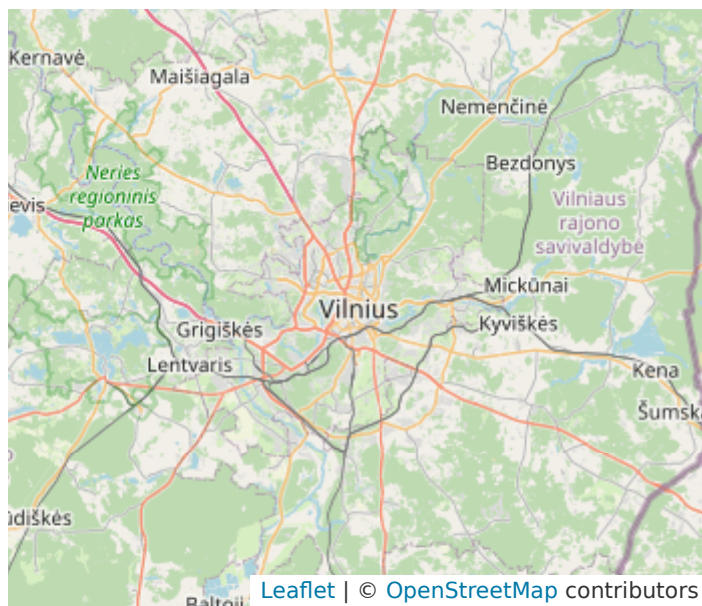 Kernavė
Maišiagala
Nemenčinė
Bezdonys
Neries
regioninis
parkas
Vilniaus
rajono
savivaldybė
Mickūnai
Vilnius
Kyviškės
Grigiškės
Lentvaris
Kena
Leaflet | © OpenStreetMap contributors